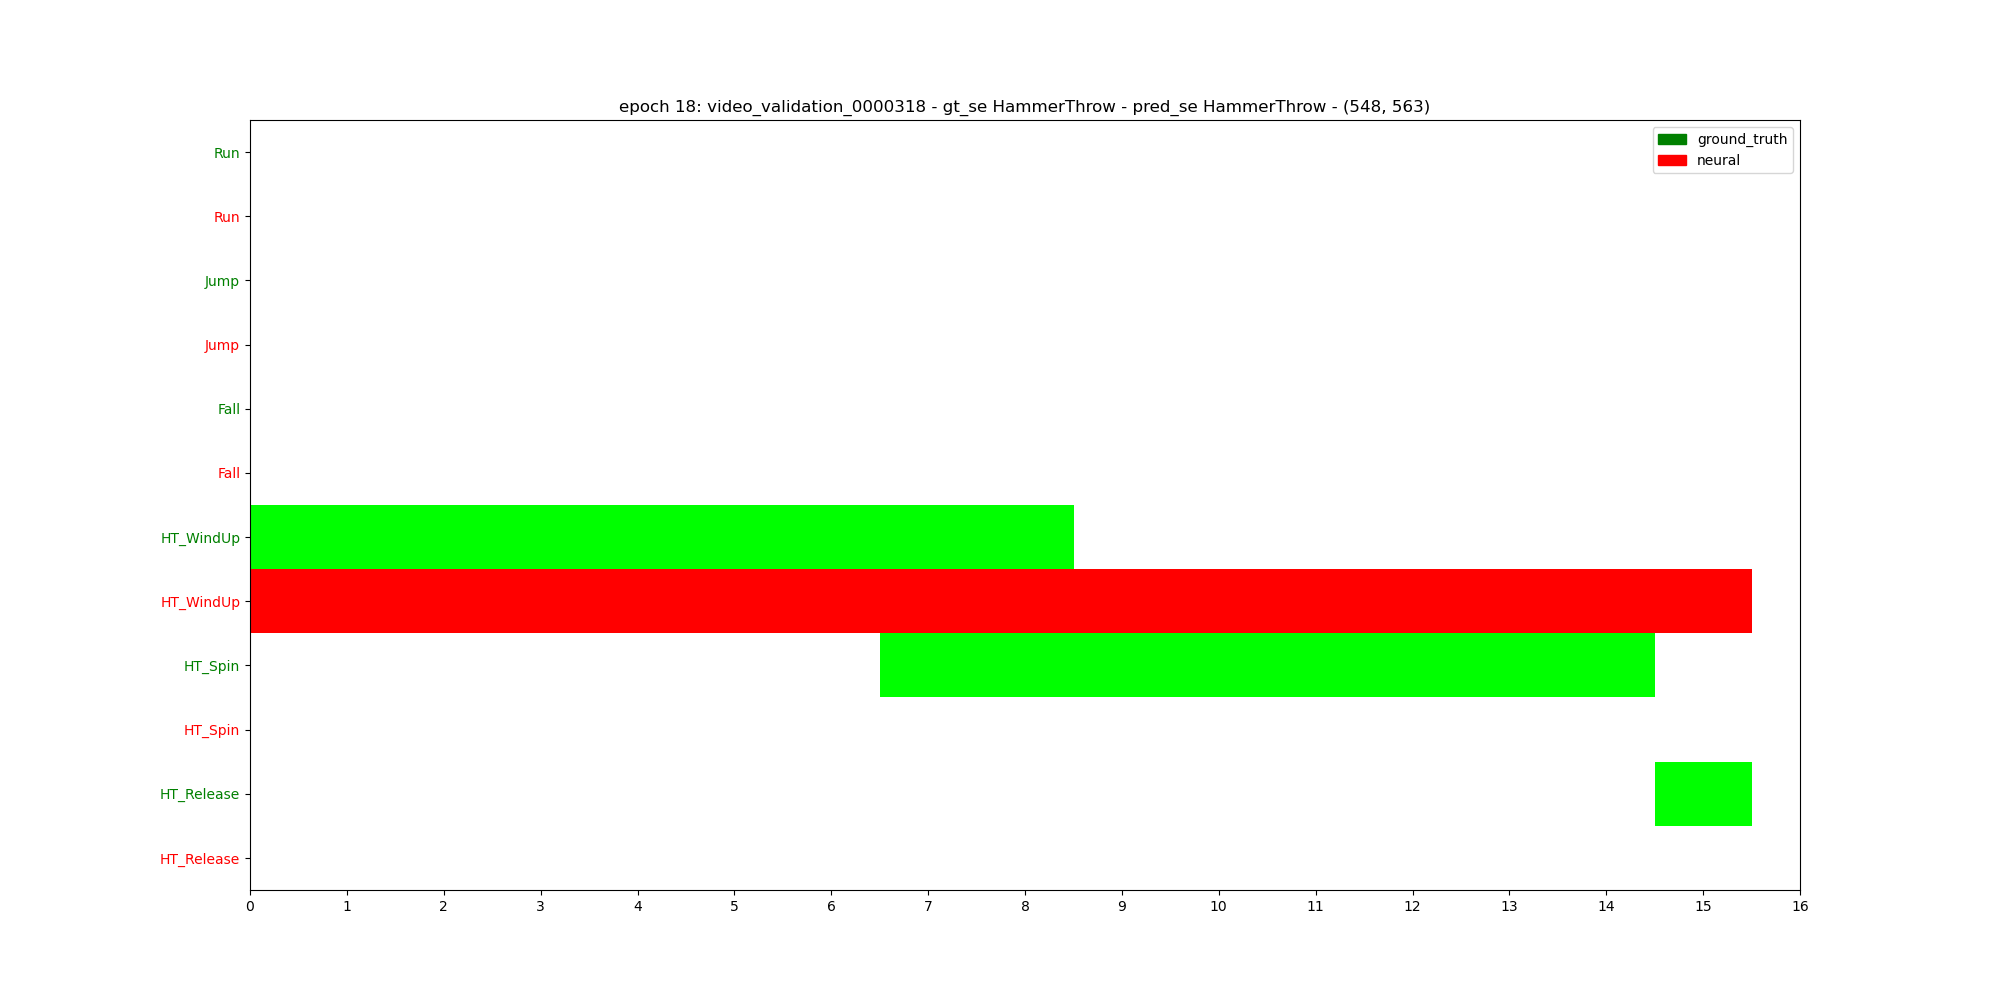 epoch 18: video_validation_0000318 - gt_se HammerThrow - pred_se HammerThrow - (548, 563)
ground_truth
neural
Run
Run
Jump
Jump
Fall
Fall
HT_WindUp
HT_WindUp
HT_Spin
HT_Spin
HT_Release
HT_Release
0 1 2 3 4 5 6 7 8 9 10 11 12 13 14 15 16